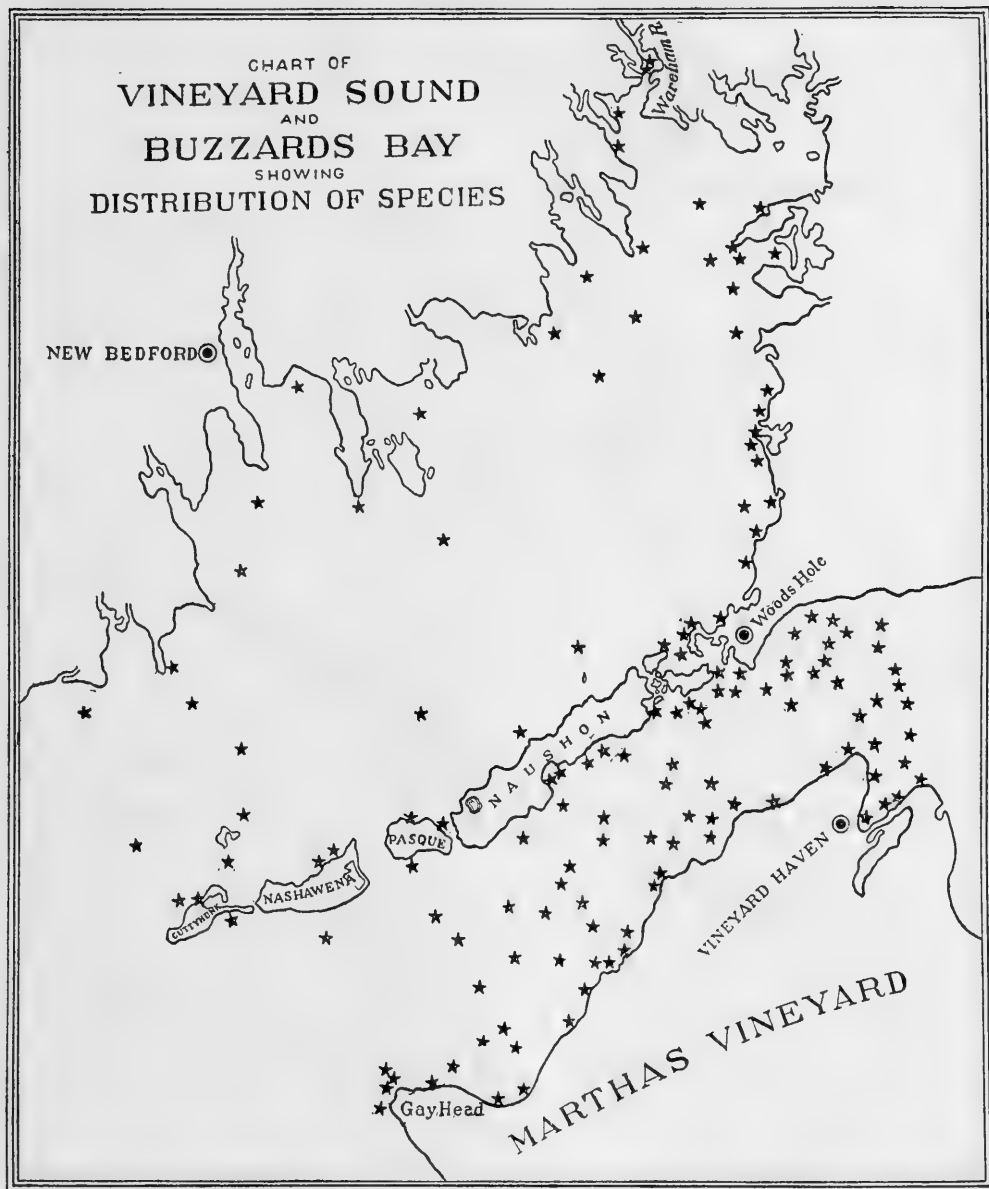 CHART OF
VINEYARD SOUND
AND
BUZZARDS BAY
SHOWING
DISTRIBUTION OF SPECIES
Wareham R.
NEW BEDFORD
Woods Hole
NAUSHON
PASQUE
NASHAWENA
CUTTYHUNK
VINEYARD HAVEN
MARTHAS VINEYARD
Gay Head